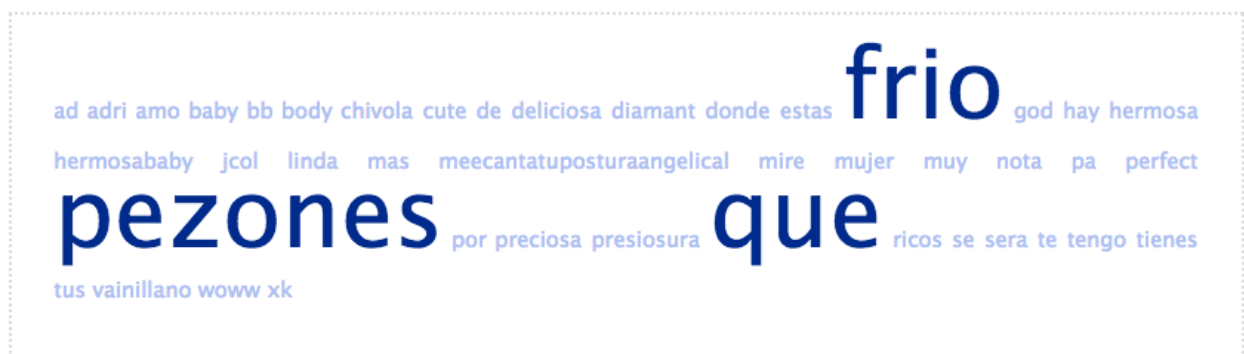 ad adri amo baby bb body chivola cute de deliciosa diamant donde estas frio god hay hermosa
hermosababy jcol linda mas meecantatuposturaangelical mire mujer muy nota pa perfect
pezones por preciosa presiosura que ricos se sera te tengo tienes
tus vainillano woww xk